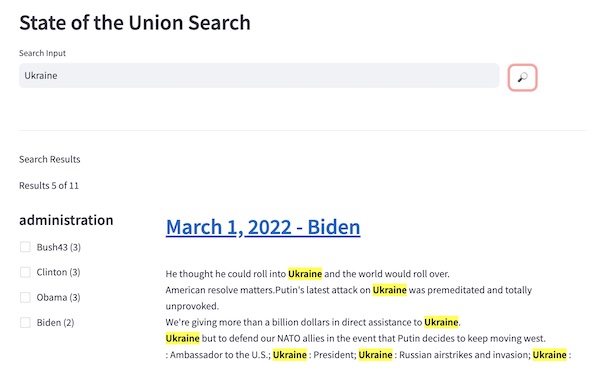 State of the Union Search
Search Input
Ukraine
Search Results
Results 5 of 11
administration
Bush43 (3)
Clinton (3)
Obama (3)
Biden (2)
March 1, 2022 - Biden
He thought he could roll into Ukraine and the world would roll over.
American resolve matters.Putin's latest attack on Ukraine was premeditated and totally
unprovoked.
We're giving more than a billion dollars in direct assistance to Ukraine.
Ukraine but to defend our NATO allies in the event that Putin decides to keep moving west.
: Ambassador to the U.S.; Ukraine : President; Ukraine : Russian airstrikes and invasion; Ukraine :